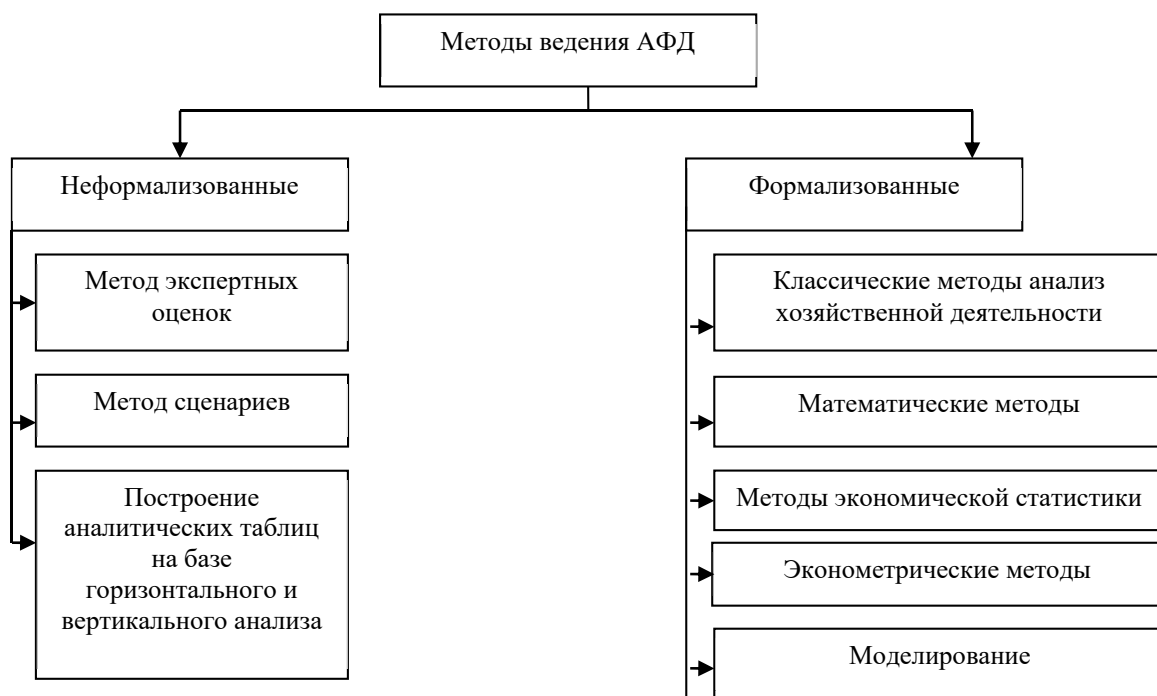 Методы ведения АФД
Неформализованные
Метод экспертных
оценок
Метод сценариев
Построение
аналитических таблиц
на базе
горизонтального и
вертикального анализа
Формализованные
Классические методы анализ
хозяйственной деятельности
Математические методы
Методы экономической статистики
Эконометрические методы
Моделирование